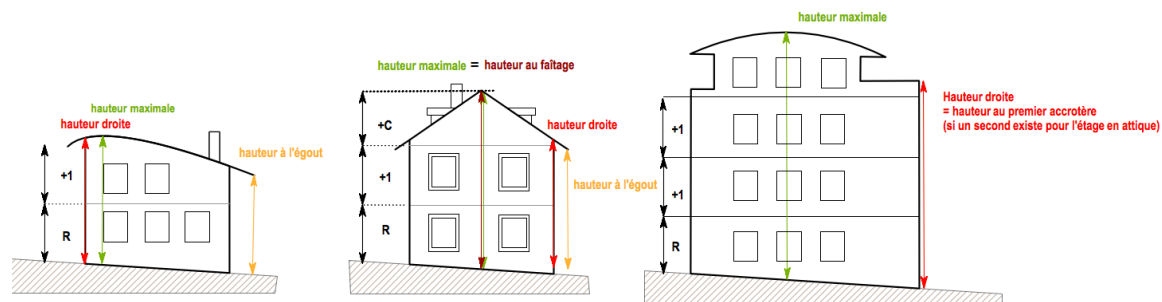 hauteur maximale
hauteur droite
hauteur à l'égout
+1
R
hauteur maximale = hauteur au faîtage
+C
hauteur droite
+1
hauteur à l'égout
R
hauteur maximale
Hauteur droite
= hauteur au premier accrotère
(si un second existe pour l'étage en attique)
+1
+1
R